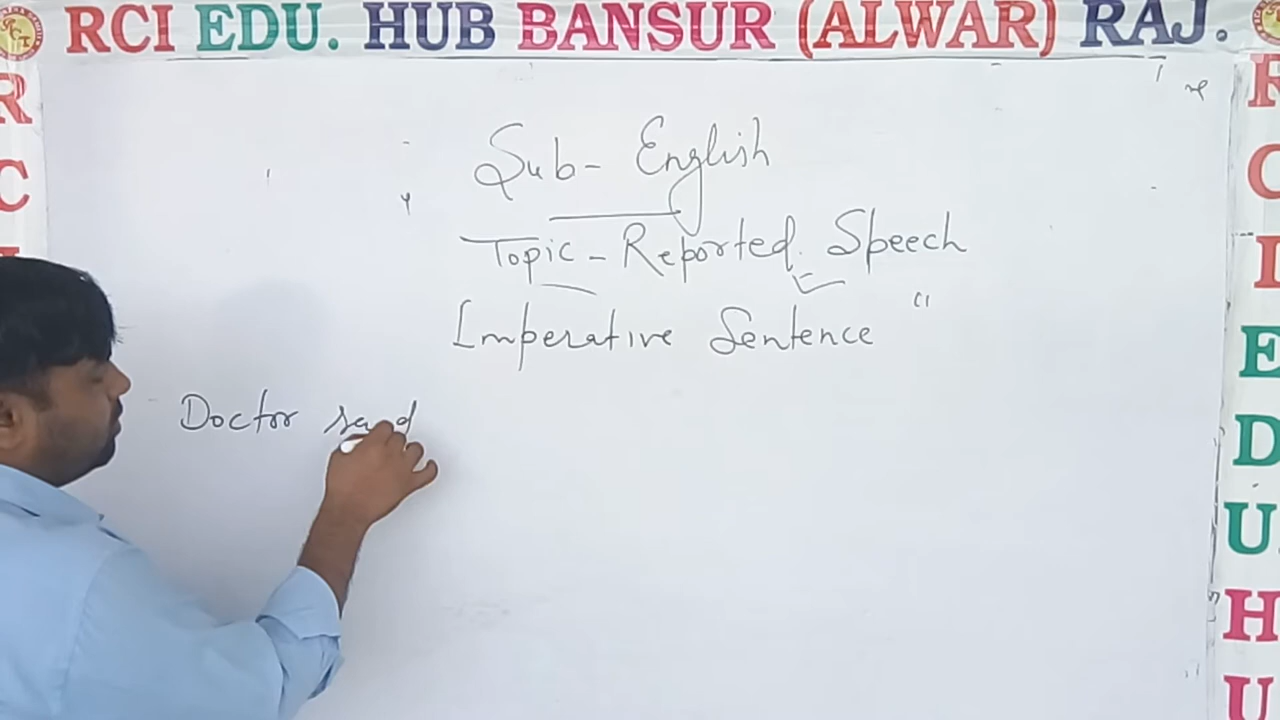 RCI EDU. HUB BANSUR (ALWAR) RAJ.
R
C
I
Sub- English
Topic - Reported Speech
Imperative Sentence
Doctor said
R
C
I
E
D
U.
H
U